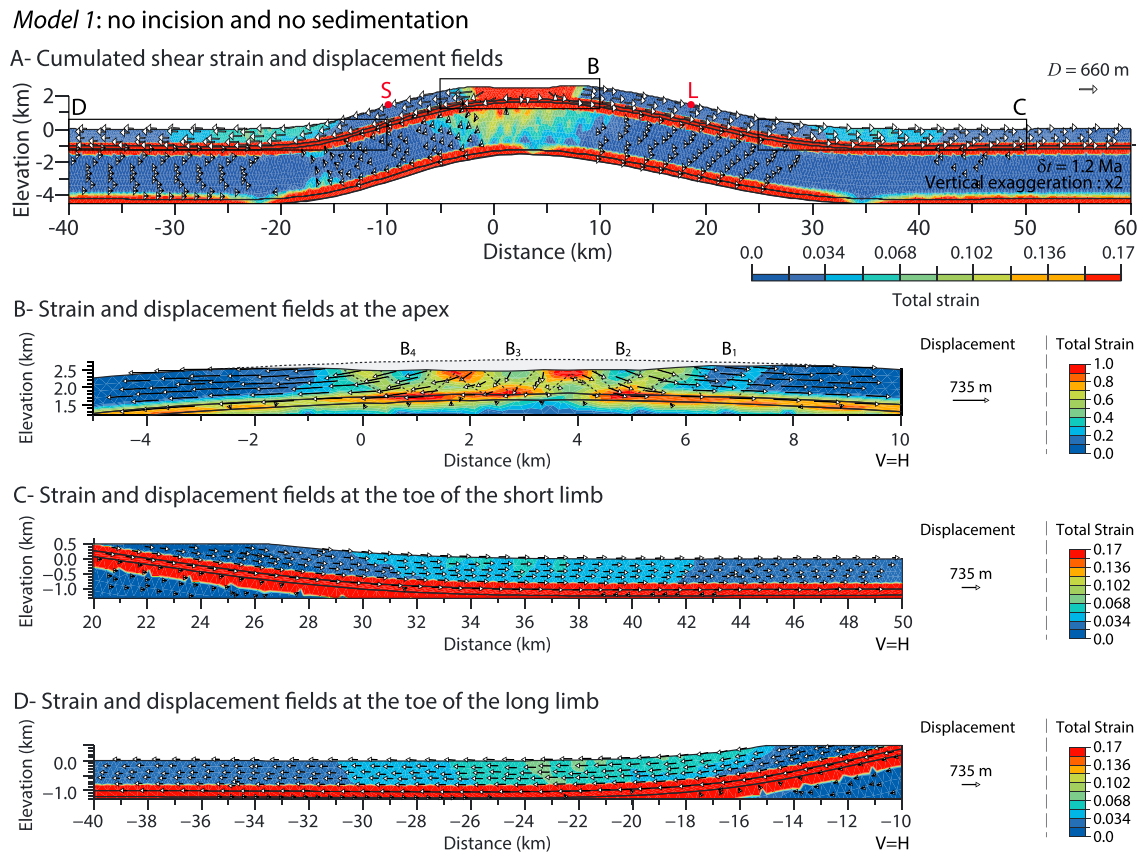 Model 1: no incision and no sedimentation
A- Cumulated shear strain and displacement fields
D = 660 m
Elevation (km)
2
0
-2
-4
D
S
B
L
C
δt = 1.2 Ma
Vertical exaggeration : x2
-40 -30 -20 -10 0 10 20 30 40 50 60
Distance (km)
0.0 0.034 0.068 0.102 0.136 0.17
Total strain
B- Strain and displacement fields at the apex
Elevation (km)
2.5
2.0
1.5
B4 B3 B2 B1
−4 −2 0 2 4 6 8 10
Distance (km)
V=H
Displacement
735 m
Total Strain
1.0
0.8
0.6
0.4
0.2
0.0
C- Strain and displacement fields at the toe of the short limb
Elevation (km)
0.5
0.0
−0.5
−1.0
20 22 24 26 28 30 32 34 36 38 40 42 44 46 48 50
Distance (km)
V=H
Displacement
735 m
Total Strain
0.17
0.136
0.102
0.068
0.034
0.0
D- Strain and displacement fields at the toe of the long limb
Elevation (km)
0.0
−1.0
−40 −38 −36 −34 −32 −30 −28 −26 −24 −22 −20 −18 −16 −14 −12 −10
Distance (km)
V=H
Displacement
735 m
Total Strain
0.17
0.136
0.102
0.068
0.034
0.0